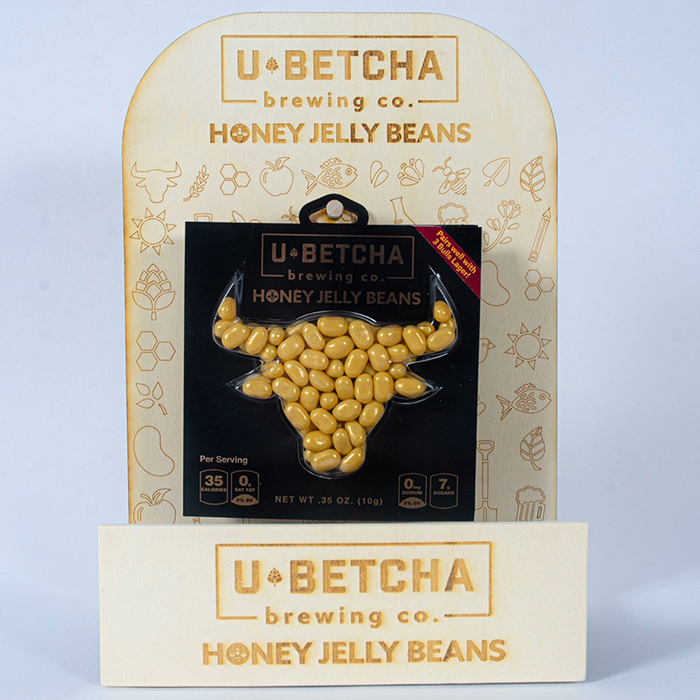 U BETCHA
brewing co.
HONEY JELLY BEANS
Pairs well with
3 Bulls Lager!
U BETCHA
brewing co.
HONEY JELLY BEANS
Per Serving
35 CALORIES
0g SAT FAT
0% DV
0mg SODIUM
0% DV
7g SUGARS
NET WT .35 OZ. (10g)
U BETCHA
brewing co.
HONEY JELLY BEANS